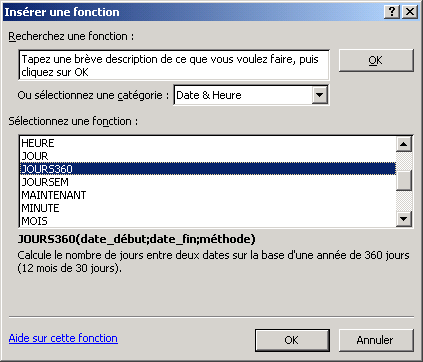 Insérer une fonction
Recherchez une fonction :
Tapez une brève description de ce que vous voulez faire, puis
cliquez sur OK
OK
Ou sélectionnez une catégorie : Date & Heure
Sélectionnez une fonction :
HEURE
JOUR
JOURS360
JOURSEM
MAINTENANT
MINUTE
MOIS
JOURS360(date_début;date_fin;méthode)
Calcule le nombre de jours entre deux dates sur la base d'une année de 360 jours
(12 mois de 30 jours).
Aide sur cette fonction
OK Annuler